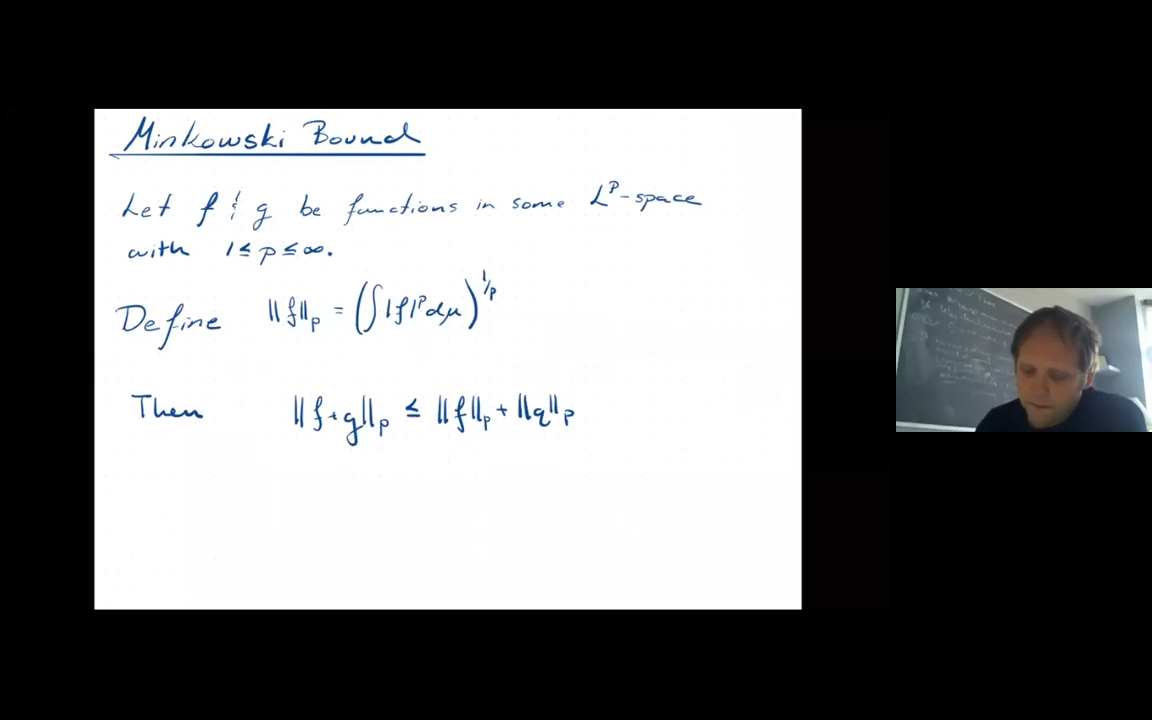 Minkowski Bound
Let f & g be functions in some L^p-space
with 1 ≤ p ≤ ∞.
Define ||f||_p = (∫|f|^p dμ)^{1/p}
Then ||f+g||_p ≤ ||f||_p + ||g||_p